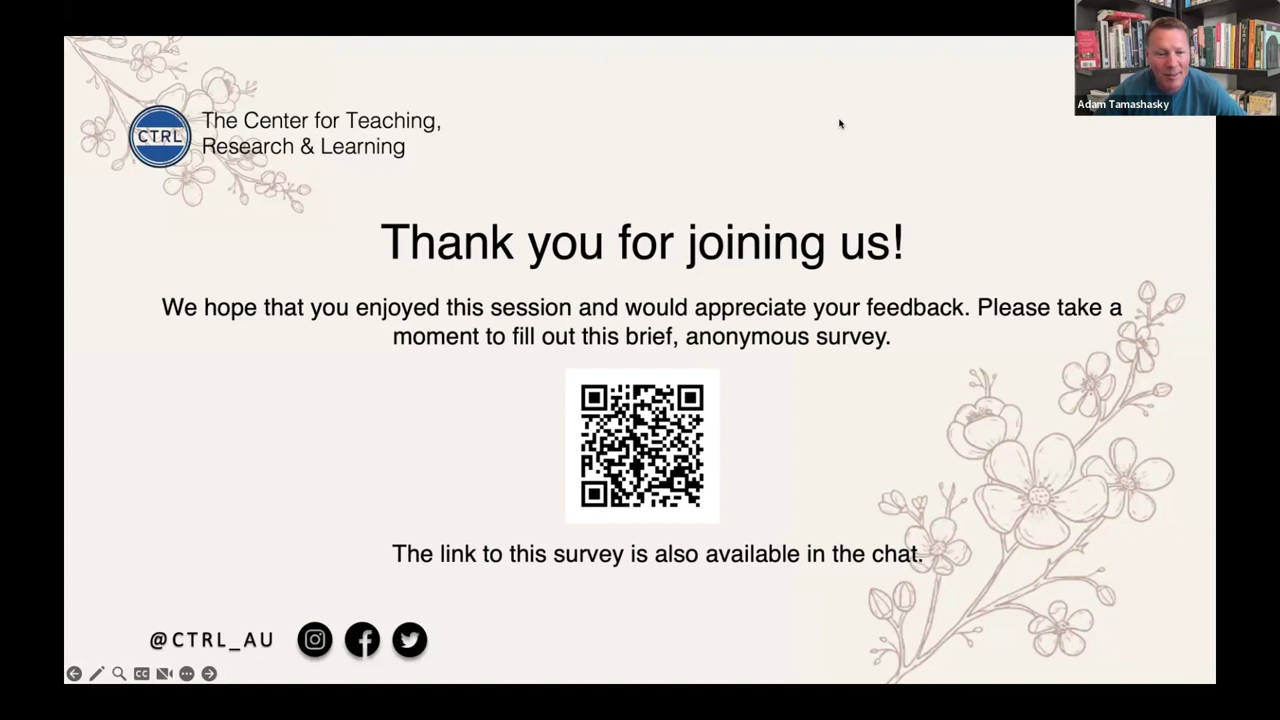 Adam Tamashasky
CTRL
The Center for Teaching,
Research & Learning
Thank you for joining us!
We hope that you enjoyed this session and would appreciate your feedback. Please take a
moment to fill out this brief, anonymous survey.
The link to this survey is also available in the chat.
@CTRL_AU
CC